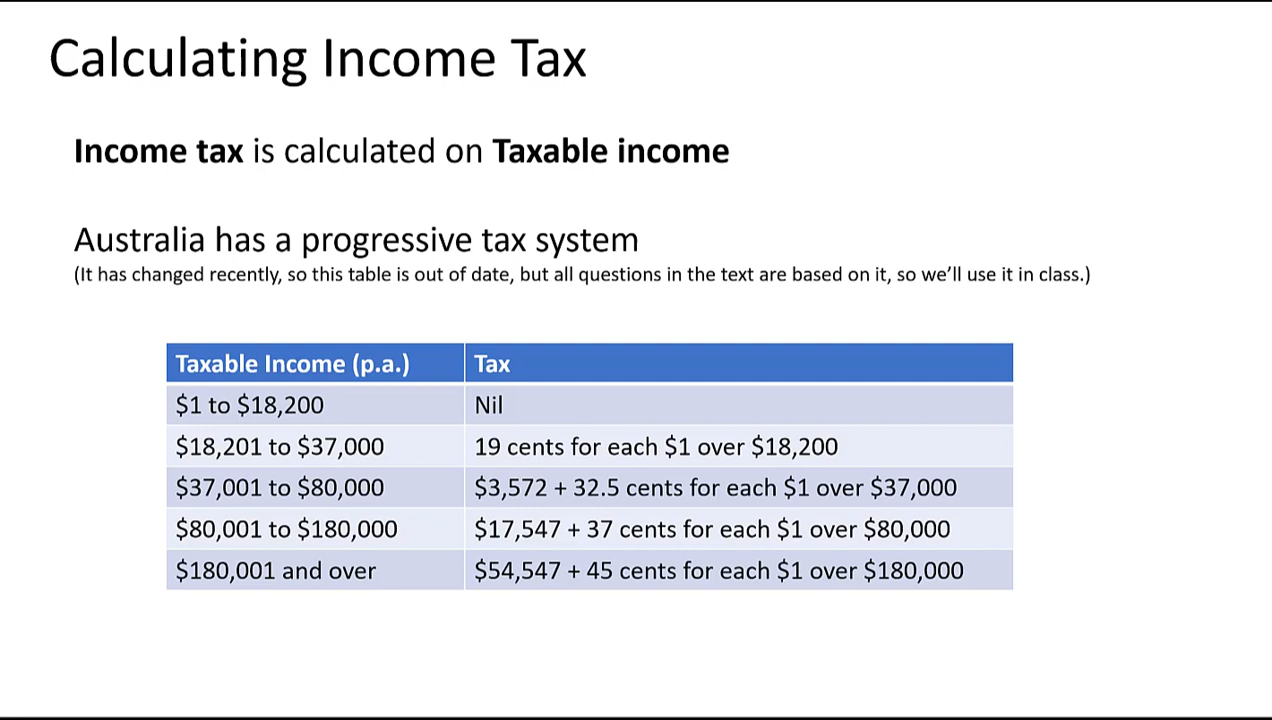 Calculating Income Tax
Income tax is calculated on Taxable income
Australia has a progressive tax system
(It has changed recently, so this table is out of date, but all questions in the text are based on it, so we’ll use it in class.)
Taxable Income (p.a.) Tax
$1 to $18,200 Nil
$18,201 to $37,000 19 cents for each $1 over $18,200
$37,001 to $80,000 $3,572 + 32.5 cents for each $1 over $37,000
$80,001 to $180,000 $17,547 + 37 cents for each $1 over $80,000
$180,001 and over $54,547 + 45 cents for each $1 over $180,000